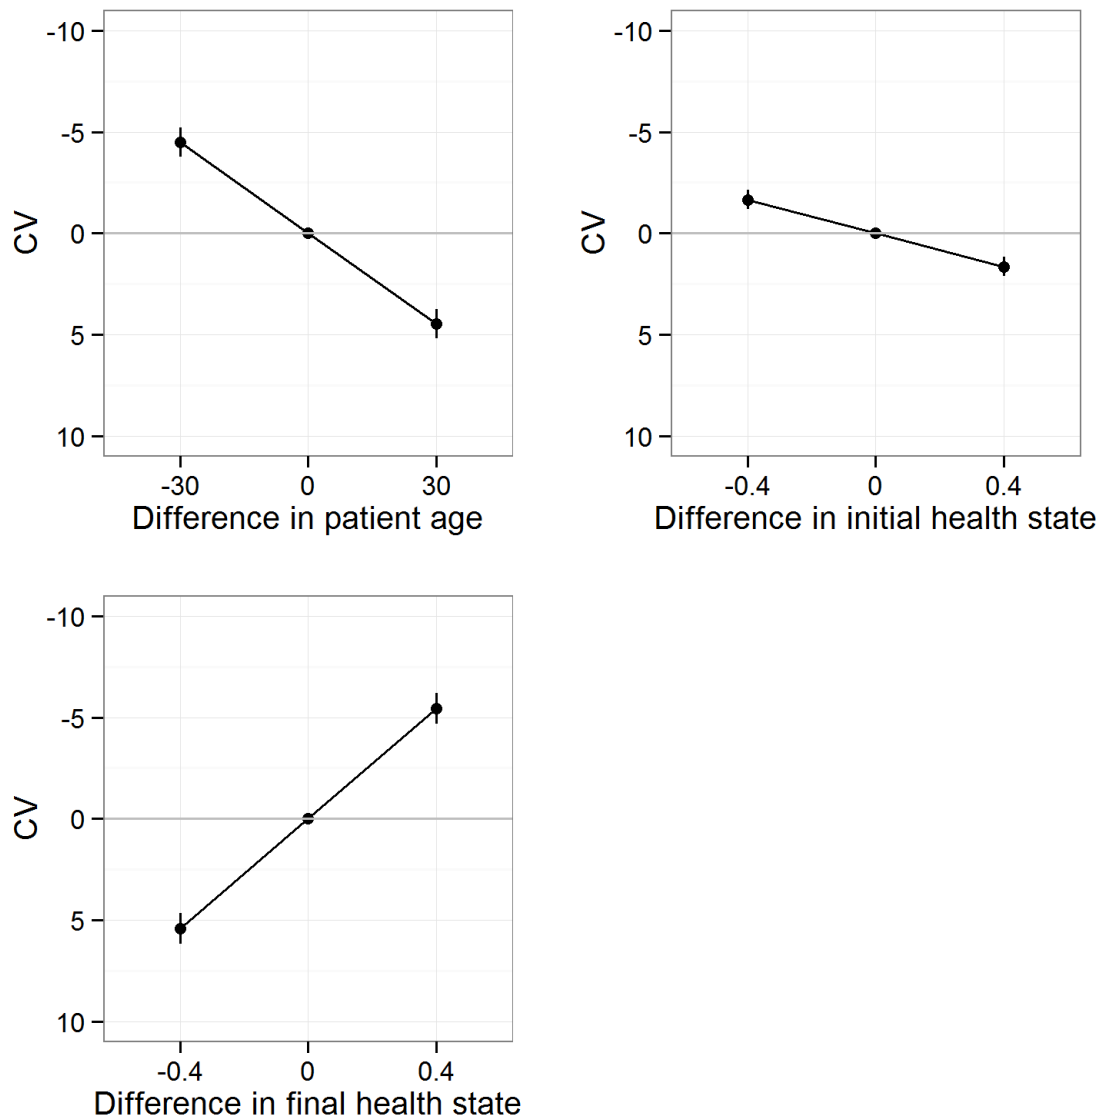 -10
-5
CV
0
5
10
-30 0 30
Difference in patient age
-10
-5
CV
0
5
10
-0.4 0 0.4
Difference in initial health state
-10
-5
CV
0
5
10
-0.4 0 0.4
Difference in final health state